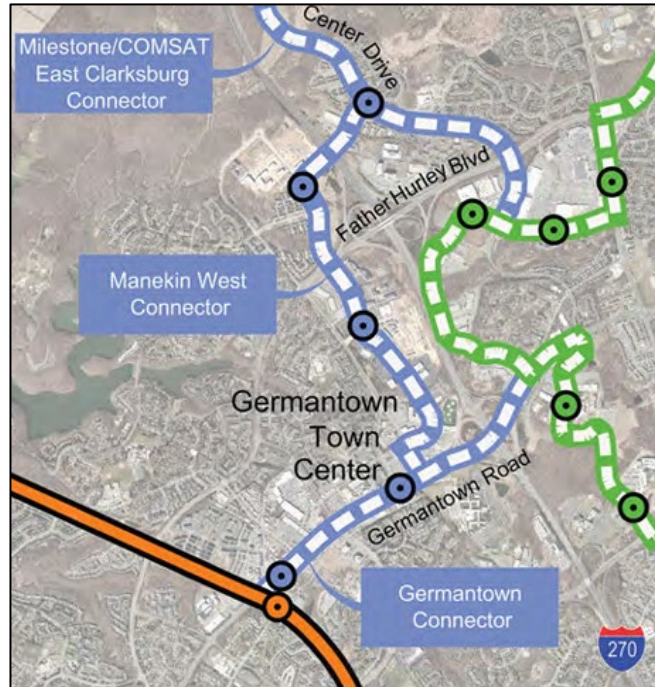 Milestone/COMSAT
East Clarksburg
Connector
Center Drive
Father Hurley Blvd
Manekin West
Connector
Germantown
Town
Center
Germantown Road
Germantown
Connector
270